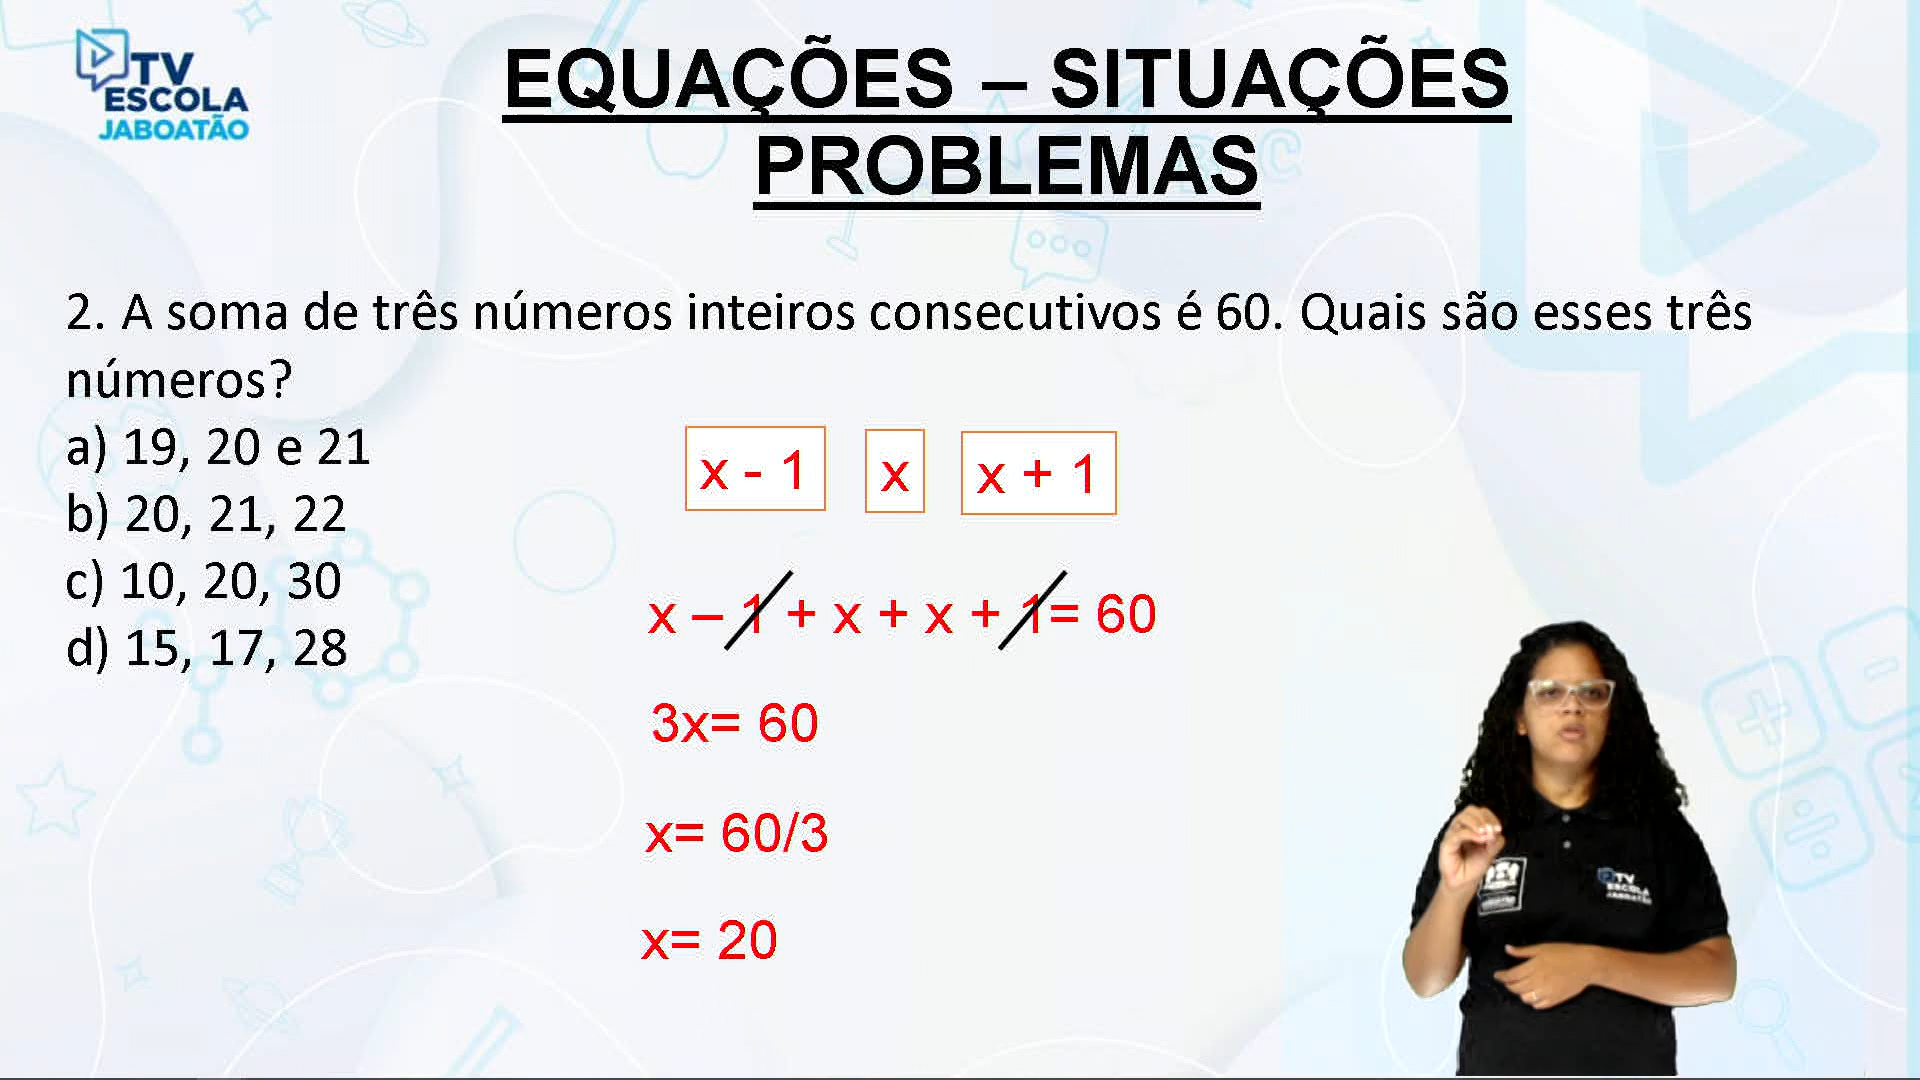 TV
ESCOLA
JABOATÃO
EQUAÇÕES – SITUAÇÕES
PROBLEMAS
2. A soma de três números inteiros consecutivos é 60. Quais são esses três
números?
a) 19, 20 e 21
b) 20, 21, 22
c) 10, 20, 30
d) 15, 17, 28
x - 1
x
x + 1
x – 1 + x + x + 1= 60
3x= 60
x= 60/3
x= 20
TV
ESCOLA